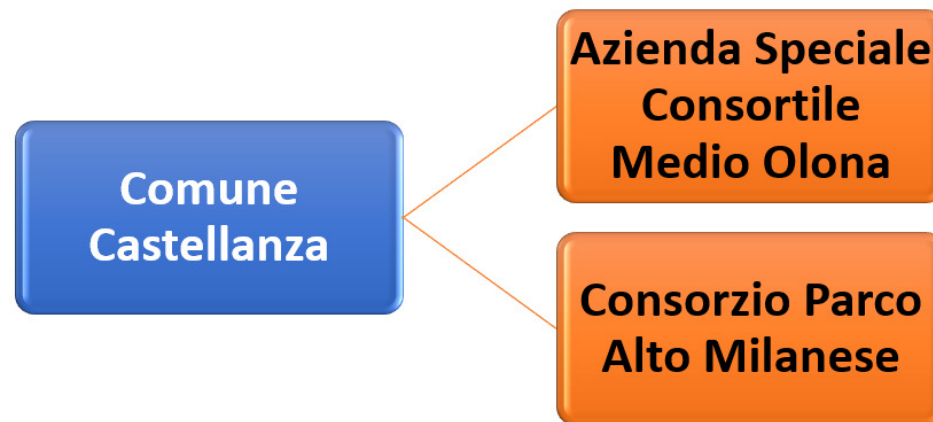 Comune
Castellanza
Azienda Speciale
Consortile
Medio Olona
Consorzio Parco
Alto Milanese